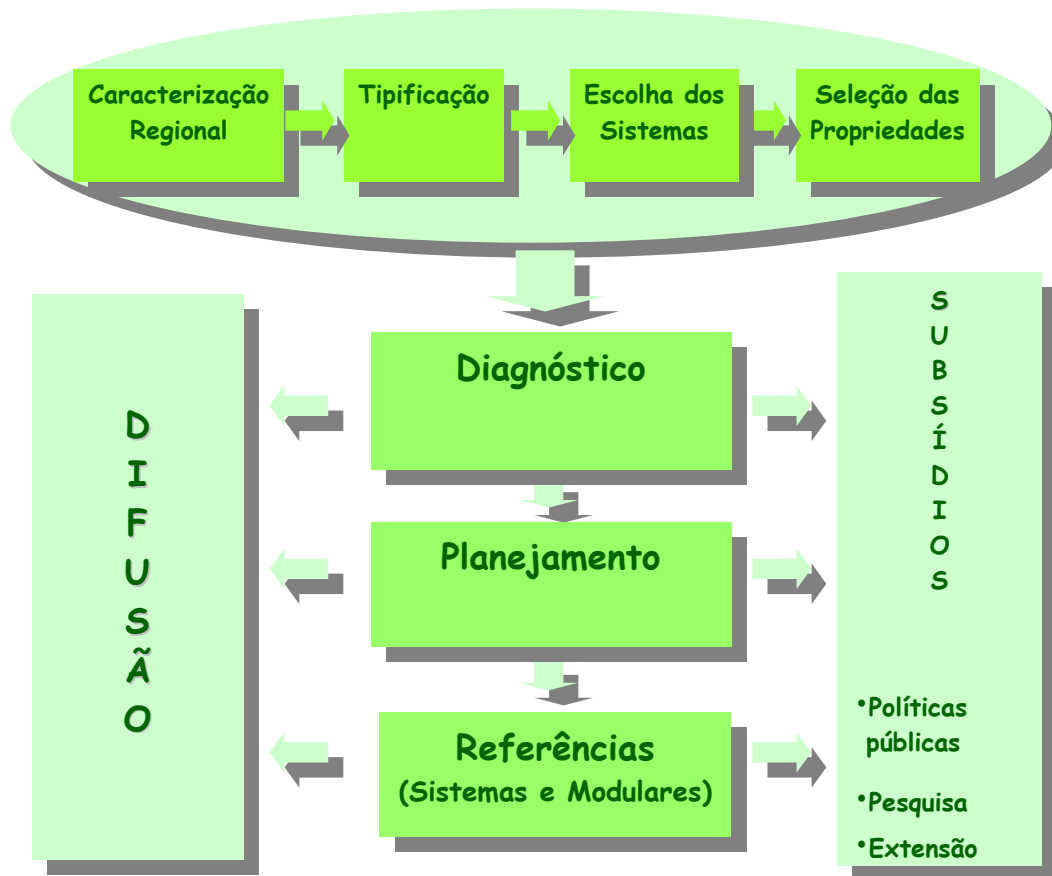 Caracterização
Regional
Tipificação
Escolha dos
Sistemas
Seleção das
Propriedades
Diagnóstico
Planejamento
Referências
(Sistemas e Modulares)
D
I
F
U
S
Ã
O
S
U
B
S
Í
D
I
O
S
•Políticas
públicas
•Pesquisa
•Extensão